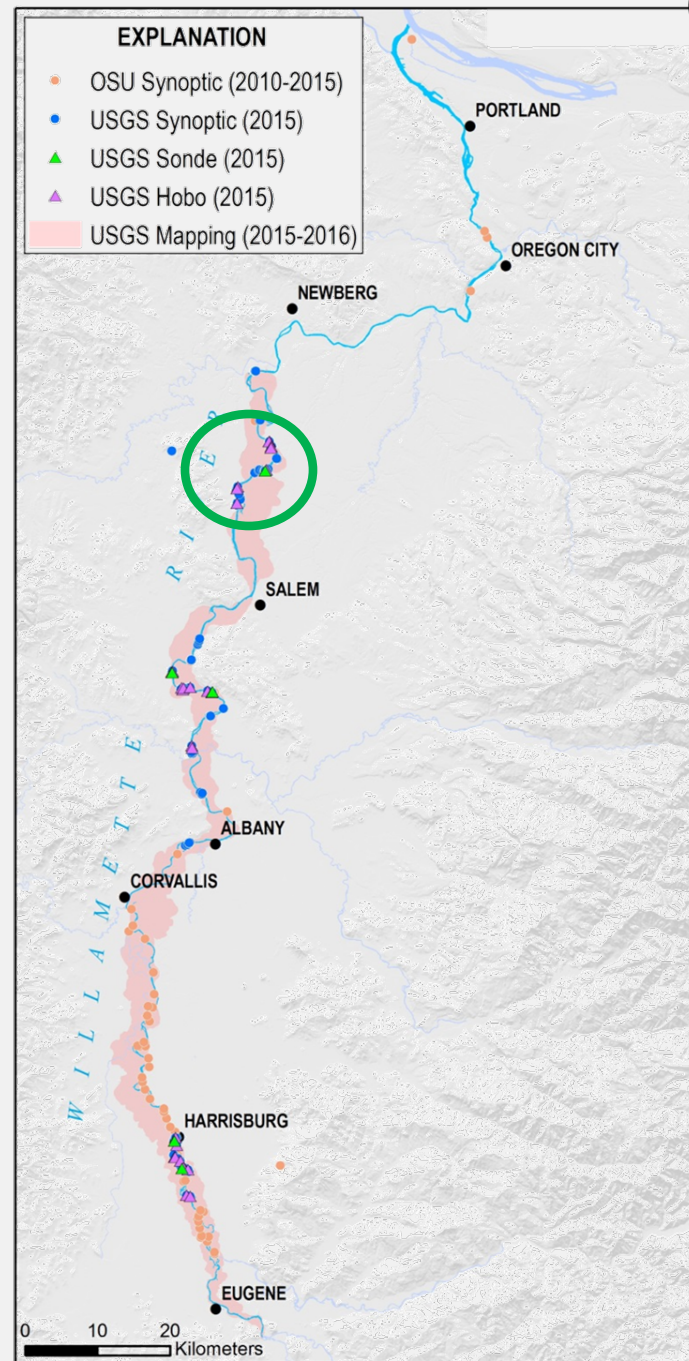 EXPLANATION
OSU Synoptic (2010-2015)
USGS Synoptic (2015)
USGS Sonde (2015)
USGS Hobo (2015)
USGS Mapping (2015-2016)
PORTLAND
OREGON CITY
NEWBERG
SALEM
ALBANY
CORVALLIS
HARRISBURG
EUGENE
WILLAMETTE RIVER
0 10 20
Kilometers